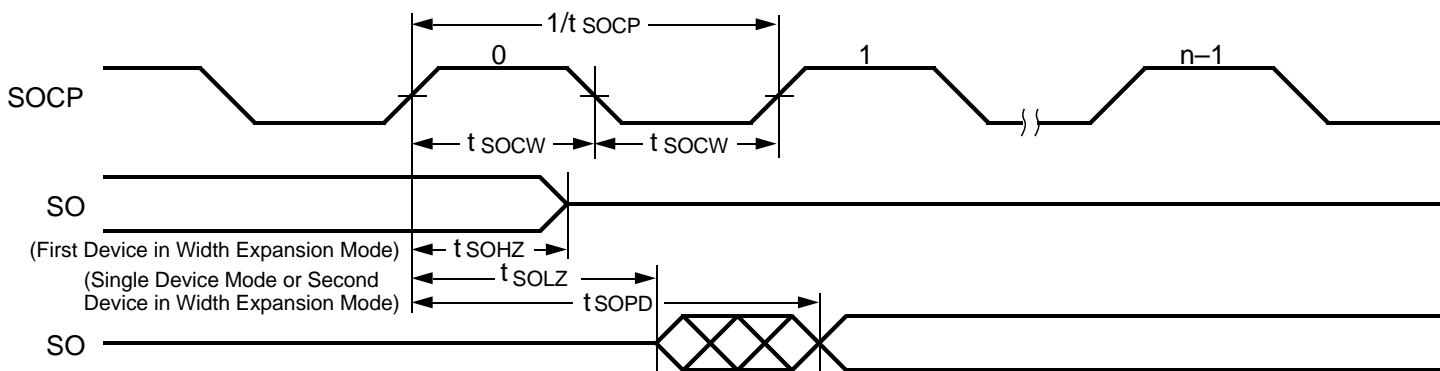 1/t SOCP
0
1
n–1
SOCP
t SOCW
t SOCW
SO
(First Device in Width Expansion Mode)
t SOHZ
(Single Device Mode or Second
Device in Width Expansion Mode)
t SOLZ
t SOPD
SO